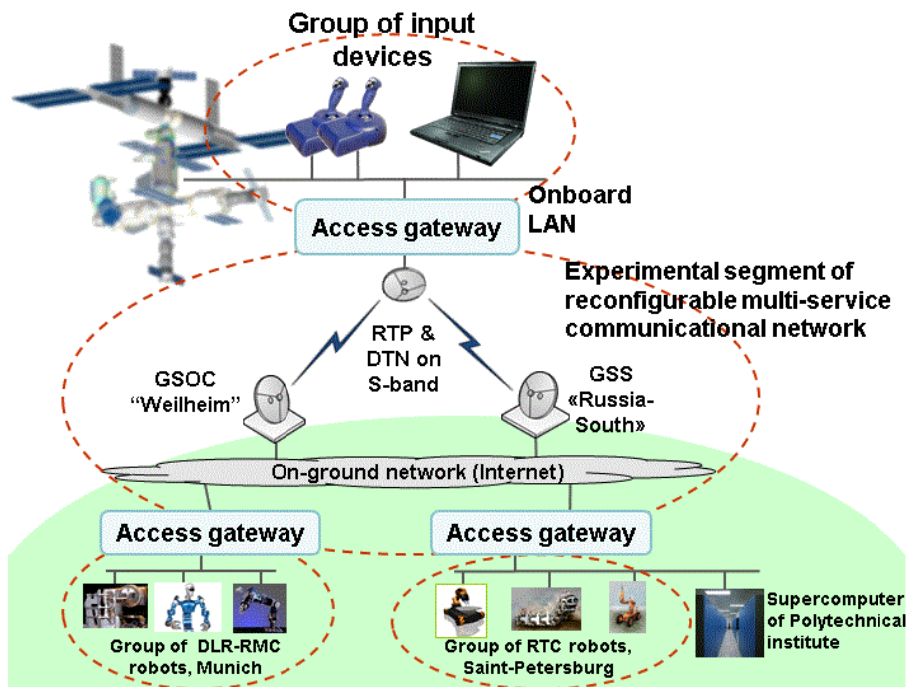 Group of input
devices
Onboard
LAN
Access gateway
Experimental segment of
reconfigurable multi-service
communicational network
RTP &
DTN on
S-band
GSOC
“Weilheim”
GSS
«Russia-
South»
On-ground network (Internet)
Access gateway
Access gateway
Group of DLR-RMC
robots, Munich
Group of RTC robots,
Saint-Petersburg
Supercomputer
of Polytechnical
institute